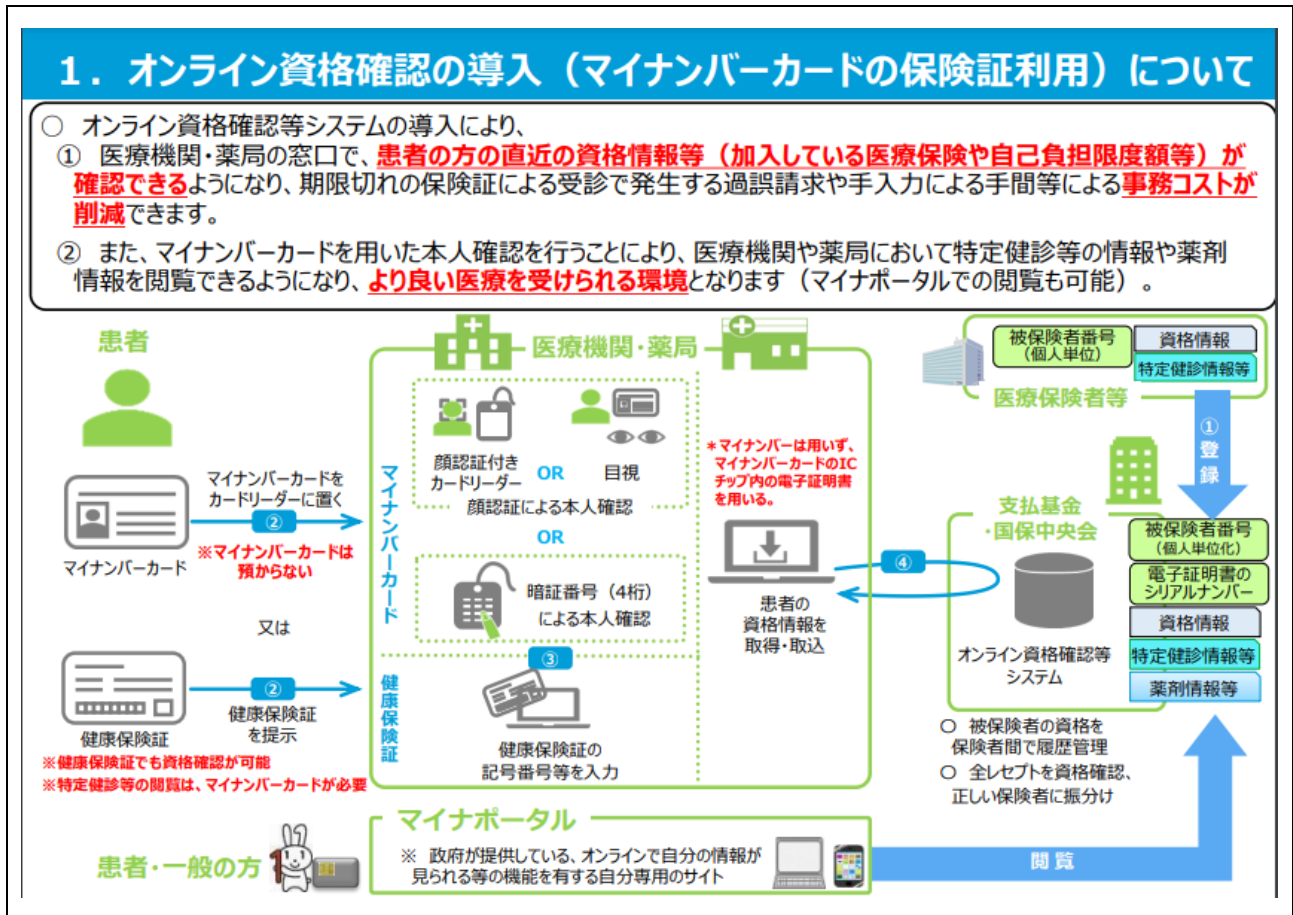 1．オンライン資格確認の導入（マイナンバーカードの保険証利用）について
○ オンライン資格確認等システムの導入により、
① 医療機関・薬局の窓口で、患者の方の直近の資格情報等（加入している医療保険や自己負担限度額等）が
確認できるようになり、期限切れの保険証による受診で発生する過誤請求や手入力による手間等による事務コストが
削減できます。
② また、マイナンバーカードを用いた本人確認を行うことにより、医療機関や薬局において特定健診等の情報や薬剤
情報を閲覧できるようになり、より良い医療を受けられる環境となります（マイナポータルでの閲覧も可能）。
患者
マイナンバーカード
マイナンバーカードを
カードリーダーに置く
②
※マイナンバーカードは
預からない
又は
健康保険証
②
健康保険証
を提示
※健康保険証でも資格確認が可能
※特定健診等の閲覧は、マイナンバーカードが必要
医療機関・薬局
マイナンバーカード
顔認証付き
カードリーダー
OR
目視
顔認証による本人確認
OR
暗証番号（4桁）
による本人確認
③
健康保険証
健康保険証の
記号番号等を入力
＊マイナンバーは用いず、
マイナンバーカードのIC
チップ内の電子証明書
を用いる。
患者の
資格情報を
取得・取込
④
被保険者番号
（個人単位）
資格情報
特定健診情報等
医療保険者等
①
登録
支払基金
・国保中央会
オンライン資格確認等
システム
被保険者番号
（個人単位化）
電子証明書の
シリアルナンバー
資格情報
特定健診情報等
薬剤情報等
○ 被保険者の資格を
保険者間で履歴管理
○ 全レセプトを資格確認、
正しい保険者に振分け
患者・一般の方
マイナポータル
※ 政府が提供している、オンラインで自分の情報が
見られる等の機能を有する自分専用のサイト
閲覧